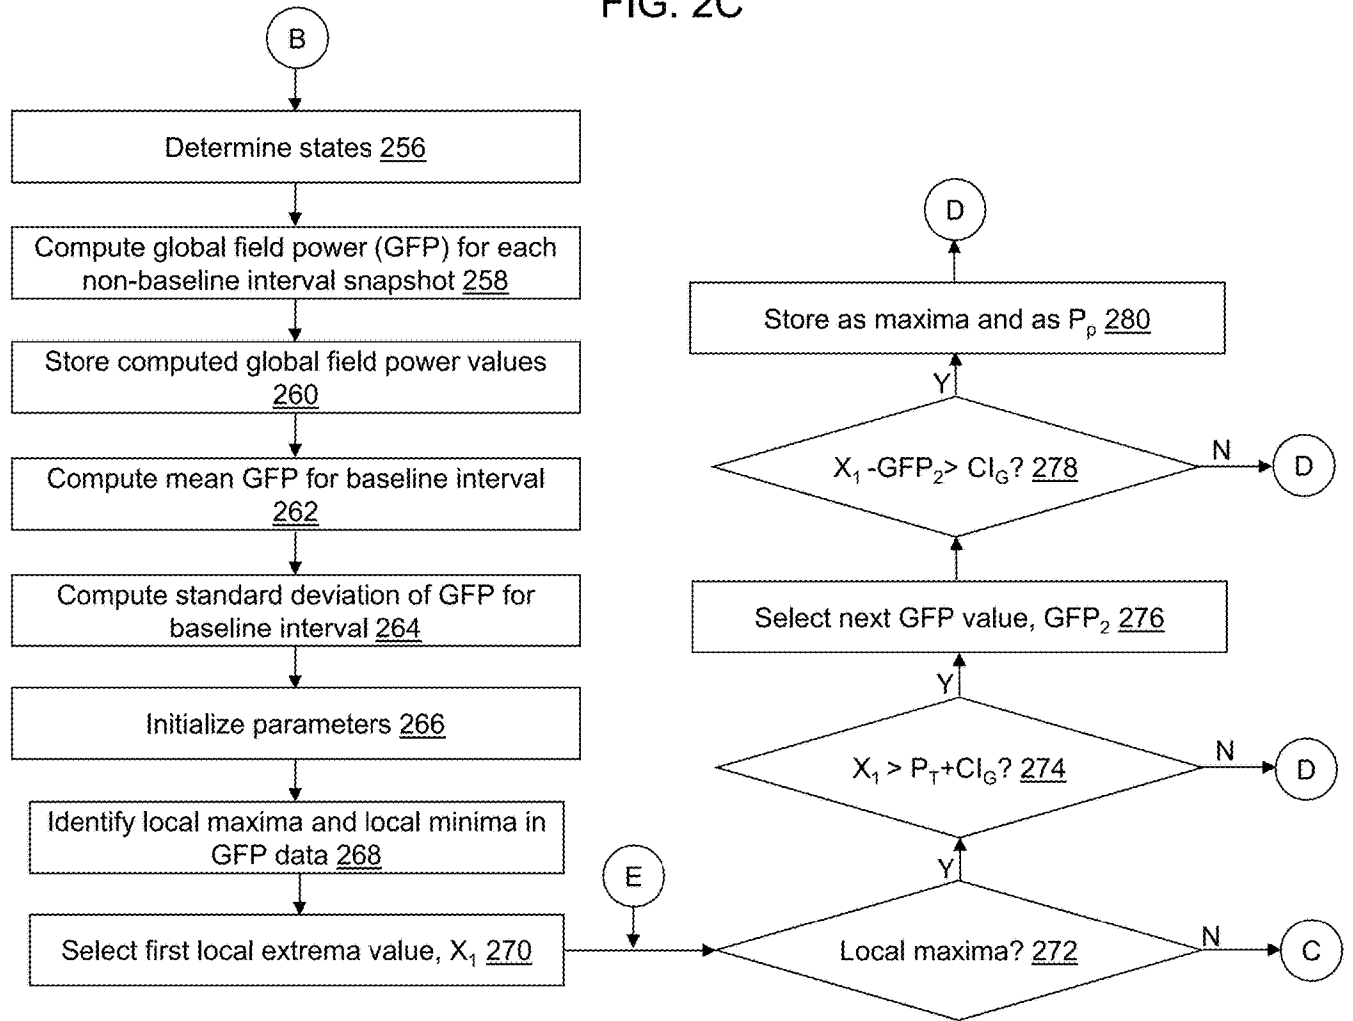 FIG. 2C
B
Determine states 256
Compute global field power (GFP) for each
non-baseline interval snapshot 258
Store computed global field power values
260
Compute mean GFP for baseline interval
262
Compute standard deviation of GFP for
baseline interval 264
Initialize parameters 266
Identify local maxima and local minima in
GFP data 268
Select first local extrema value, X1 270
E
Local maxima? 272
N
C
Y
X1 > PT+CIG? 274
N
D
Y
Select next GFP value, GFP2 276
X1 -GFP2> CIG? 278
N
D
Y
Store as maxima and as Pp 280
D